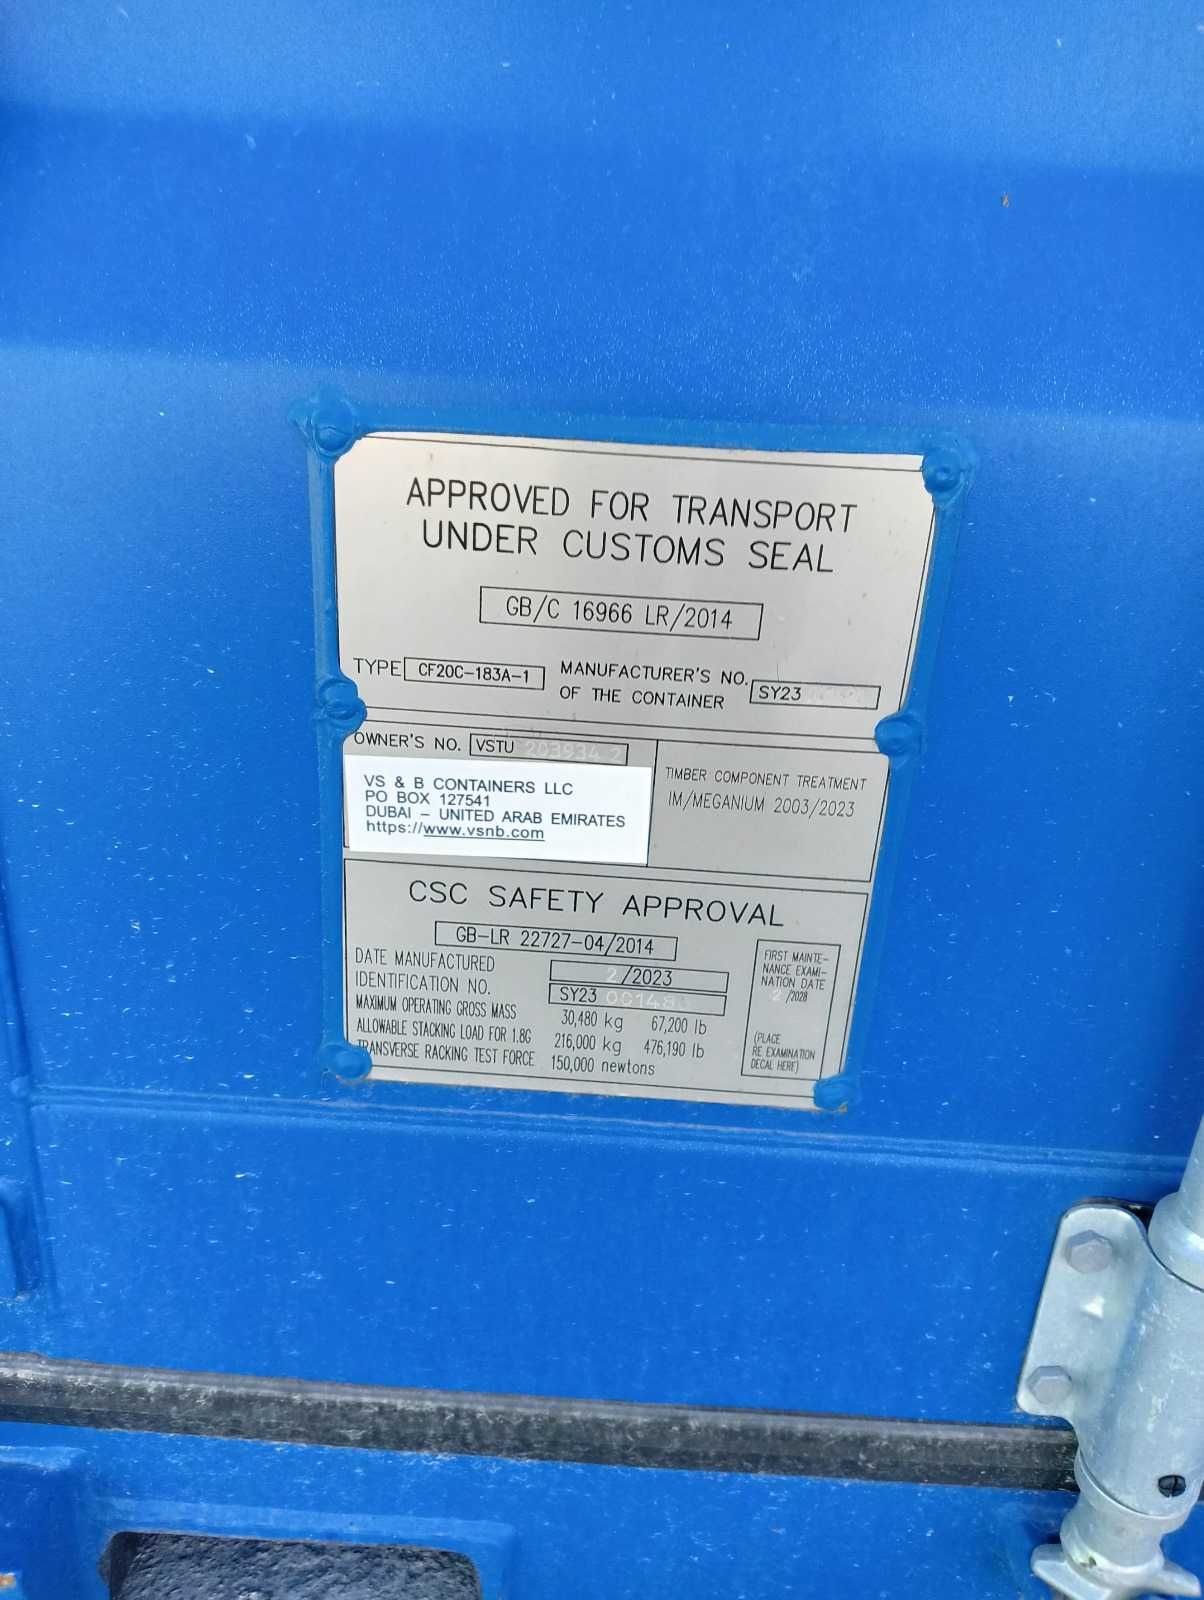 APPROVED FOR TRANSPORT
UNDER CUSTOMS SEAL
GB/C 16966 LR/2014
TYPE CF20C-183A-1
MANUFACTURER'S NO.
OF THE CONTAINER
SY23
OWNER'S NO. VSTU 203934 2
VS & B CONTAINERS LLC
PO BOX 127541
DUBAI – UNITED ARAB EMIRATES
https://www.vsnb.com
TIMBER COMPONENT TREATMENT
IM/MEGANIUM 2003/2023
CSC SAFETY APPROVAL
GB-LR 22727-04/2014
DATE MANUFACTURED 2/2023
IDENTIFICATION NO. SY23
MAXIMUM OPERATING GROSS MASS 30,480 kg 67,200 lb
ALLOWABLE STACKING LOAD FOR 1.8G 216,000 kg 476,190 lb
TRANSVERSE RACKING TEST FORCE 150,000 newtons
FIRST MAINTE-
NANCE EXAMI-
NATION DATE
2 /2028
(PLACE
RE EXAMINATION
DECAL HERE)